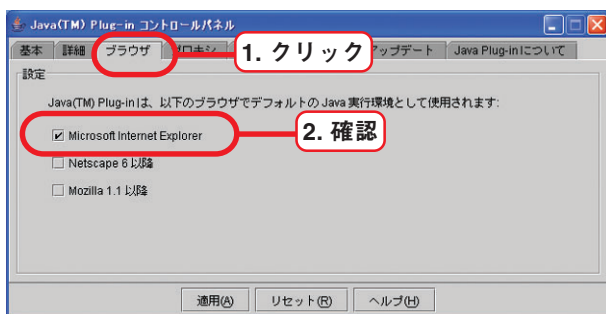 Java(TM) Plug-in コントロールパネル
基本 詳細 ブラウザ プロキシ 1. クリック アップデート Java Plug-inについて
設定
Java(TM) Plug-inは、以下のブラウザでデフォルトの Java 実行環境として使用されます:
Microsoft Internet Explorer 2. 確認
Netscape 6 以降
Mozilla 1.1 以降
適用(A) リセット(R) ヘルプ(H)